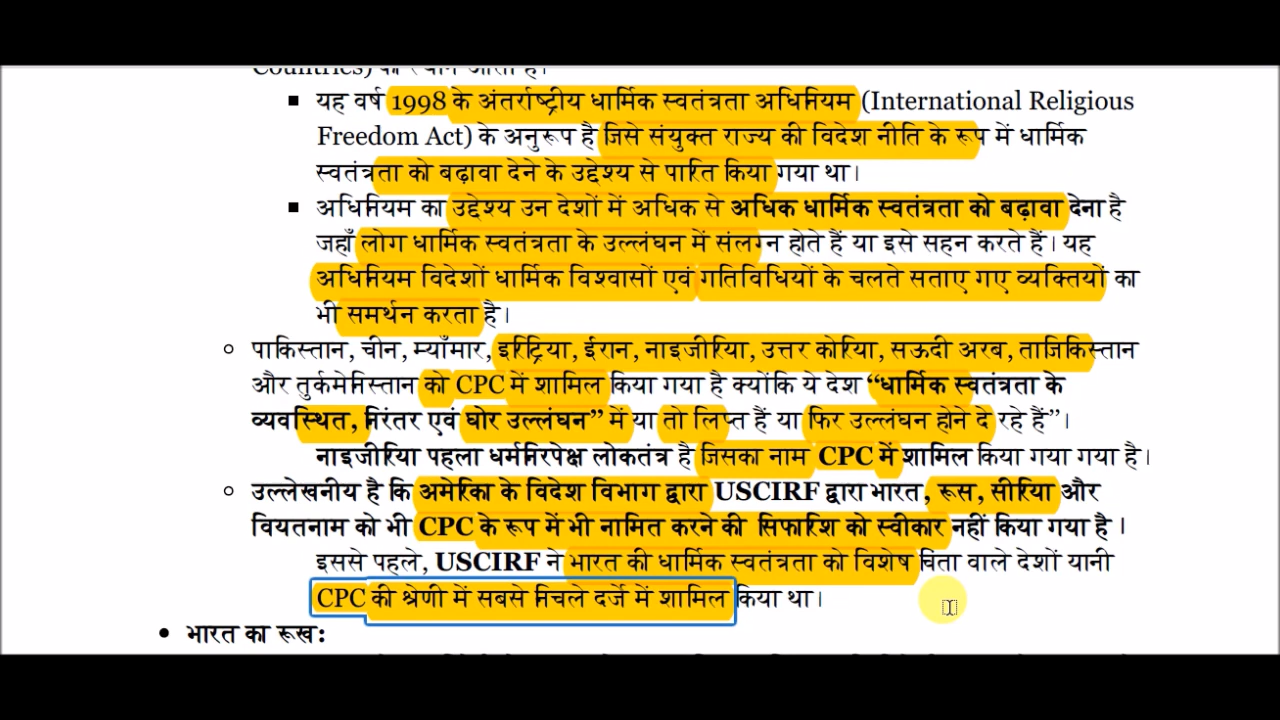 Countries) का स्थान आता है।
▪ यह वर्ष 1998 के अंतर्राष्ट्रीय धार्मिक स्वतंत्रता अधिनियम (International Religious
Freedom Act) के अनुरूप है जिसे संयुक्त राज्य की विदेश नीति के रूप में धार्मिक
स्वतंत्रता को बढ़ावा देने के उद्देश्य से पारित किया गया था।
▪ अधिनियम का उद्देश्य उन देशों में अधिक से अधिक धार्मिक स्वतंत्रता को बढ़ावा देना है
जहाँ लोग धार्मिक स्वतंत्रता के उल्लंघन में संलग्न होते हैं या इसे सहन करते हैं। यह
अधिनियम विदेशों धार्मिक विश्वासों एवं गतिविधियों के चलते सताए गए व्यक्तियों का
भी समर्थन करता है।
○ पाकिस्तान, चीन, म्याँमार, इरिट्रिया, ईरान, नाइजीरिया, उत्तर कोरिया, सऊदी अरब, ताजिकिस्तान
और तुर्कमेनिस्तान को CPC में शामिल किया गया है क्योंकि ये देश “धार्मिक स्वतंत्रता के
व्यवस्थित, निरंतर एवं घोर उल्लंघन” में या तो लिप्त हैं या फिर उल्लंघन होने दे रहे हैं”।
नाइजीरिया पहला धर्मनिरपेक्ष लोकतंत्र है जिसका नाम CPC में शामिल किया गया गया है।
○ उल्लेखनीय है कि अमेरिका के विदेश विभाग द्वारा USCIRF द्वारा भारत, रूस, सीरिया और
वियतनाम को भी CPC के रूप में भी नामित करने की सिफारिश को स्वीकार नहीं किया गया है।
इससे पहले, USCIRF ने भारत की धार्मिक स्वतंत्रता को विशेष चिंता वाले देशों यानी
CPC की श्रेणी में सबसे निचले दर्जे में शामिल किया था।
• भारत का रूख: